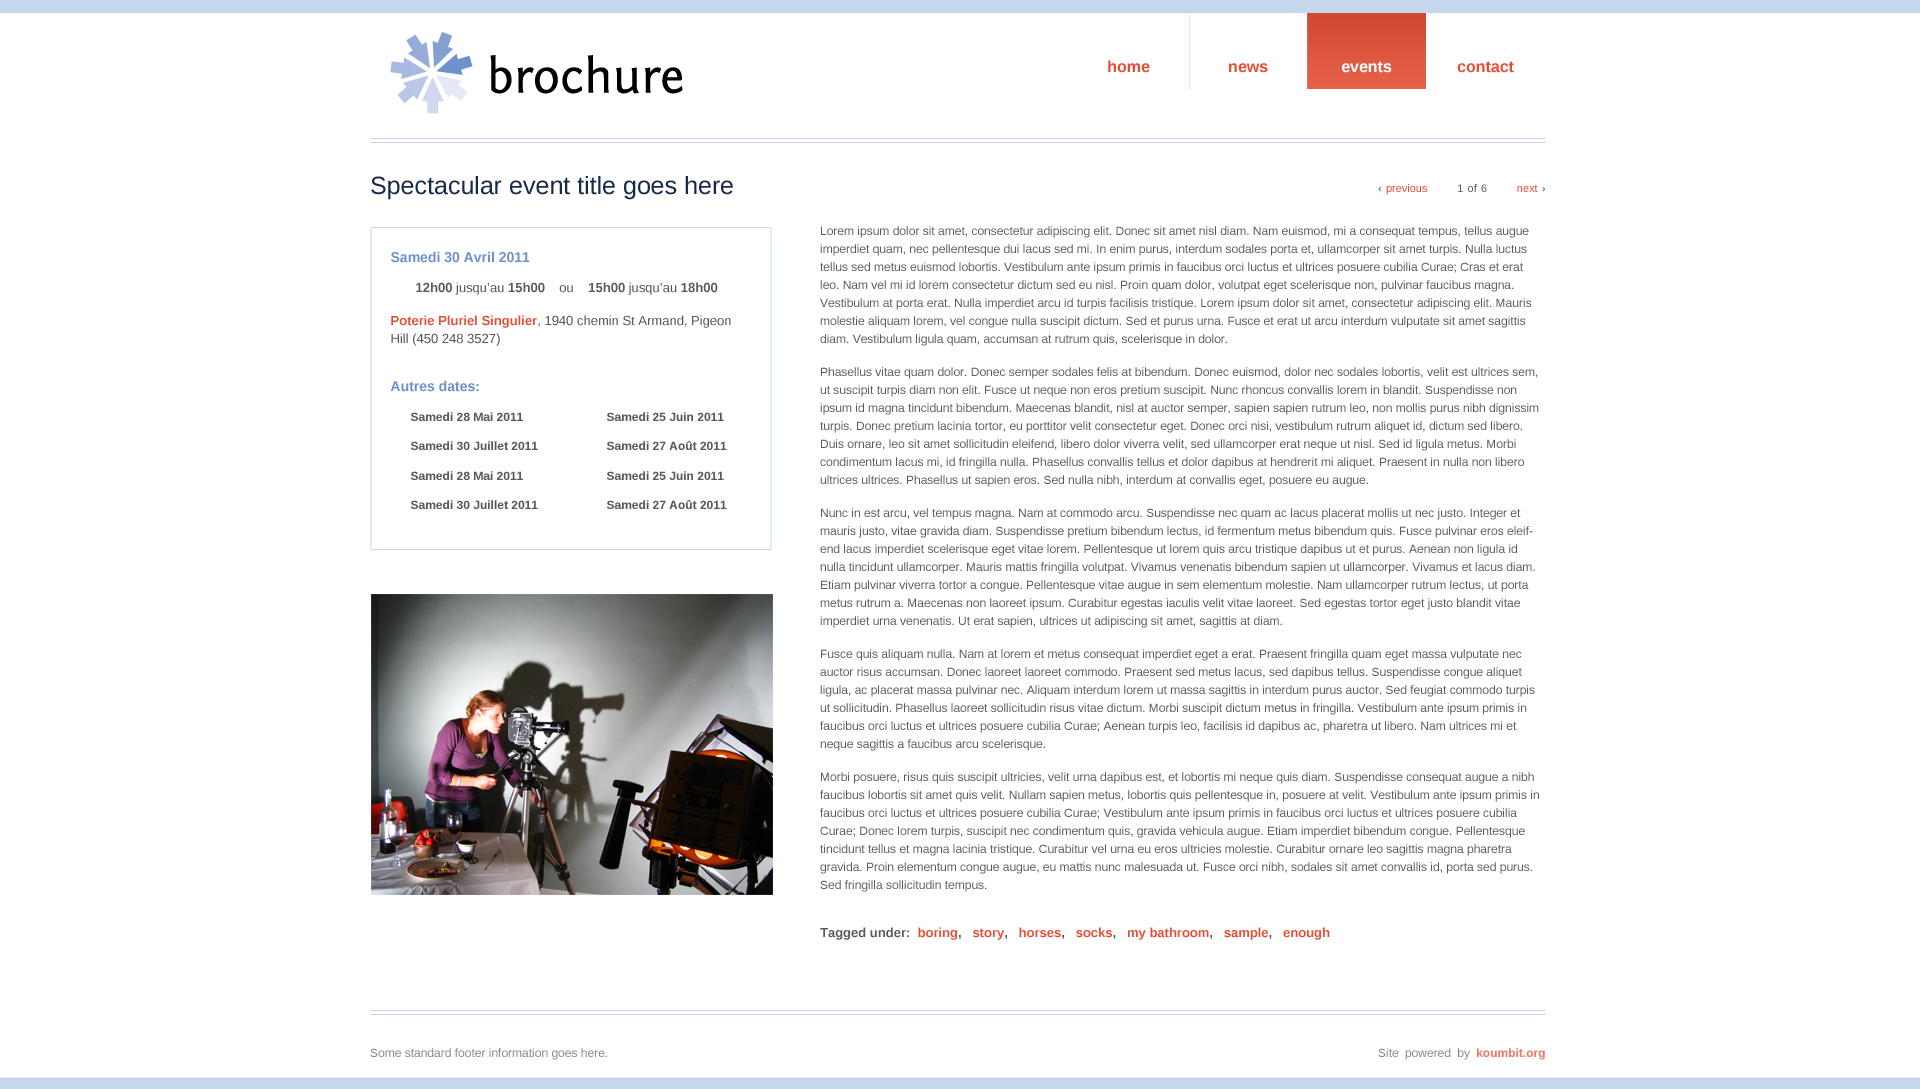 brochure
home
news
events
contact
Spectacular event title goes here
‹ previous 1 of 6 next ›
Samedi 30 Avril 2011
12h00 jusqu’au 15h00 ou 15h00 jusqu’au 18h00
Poterie Pluriel Singulier, 1940 chemin St Armand, Pigeon
Hill (450 248 3527)
Autres dates:
Samedi 28 Mai 2011 Samedi 25 Juin 2011
Samedi 30 Juillet 2011 Samedi 27 Août 2011
Samedi 28 Mai 2011 Samedi 25 Juin 2011
Samedi 30 Juillet 2011 Samedi 27 Août 2011
Lorem ipsum dolor sit amet, consectetur adipiscing elit. Donec sit amet nisl diam. Nam euismod, mi a consequat tempus, tellus augue
imperdiet quam, nec pellentesque dui lacus sed mi. In enim purus, interdum sodales porta et, ullamcorper sit amet turpis. Nulla luctus
tellus sed metus euismod lobortis. Vestibulum ante ipsum primis in faucibus orci luctus et ultrices posuere cubilia Curae; Cras et erat
leo. Nam vel mi id lorem consectetur dictum sed eu nisl. Proin quam dolor, volutpat eget scelerisque non, pulvinar faucibus magna.
Vestibulum at porta erat. Nulla imperdiet arcu id turpis facilisis tristique. Lorem ipsum dolor sit amet, consectetur adipiscing elit. Mauris
molestie aliquam lorem, vel congue nulla suscipit dictum. Sed et purus urna. Fusce et erat ut arcu interdum vulputate sit amet sagittis
diam. Vestibulum ligula quam, accumsan at rutrum quis, scelerisque in dolor.
Phasellus vitae quam dolor. Donec semper sodales felis at bibendum. Donec euismod, dolor nec sodales lobortis, velit est ultrices sem,
ut suscipit turpis diam non elit. Fusce ut neque non eros pretium suscipit. Nunc rhoncus convallis lorem in blandit. Suspendisse non
ipsum id magna tincidunt bibendum. Maecenas blandit, nisl at auctor semper, sapien sapien rutrum leo, non mollis purus nibh dignissim
turpis. Donec pretium lacinia tortor, eu porttitor velit consectetur eget. Donec orci nisi, vestibulum rutrum aliquet id, dictum sed libero.
Duis ornare, leo sit amet sollicitudin eleifend, libero dolor viverra velit, sed ullamcorper erat neque ut nisl. Sed id ligula metus. Morbi
condimentum lacus mi, id fringilla nulla. Phasellus convallis tellus et dolor dapibus at hendrerit mi aliquet. Praesent in nulla non libero
ultrices ultrices. Phasellus ut sapien eros. Sed nulla nibh, interdum at convallis eget, posuere eu augue.
Nunc in est arcu, vel tempus magna. Nam at commodo arcu. Suspendisse nec quam ac lacus placerat mollis ut nec justo. Integer et
mauris justo, vitae gravida diam. Suspendisse pretium bibendum lectus, id fermentum metus bibendum quis. Fusce pulvinar eros eleif-
end lacus imperdiet scelerisque eget vitae lorem. Pellentesque ut lorem quis arcu tristique dapibus ut et purus. Aenean non ligula id
nulla tincidunt ullamcorper. Mauris mattis fringilla volutpat. Vivamus venenatis bibendum sapien ut ullamcorper. Vivamus et lacus diam.
Etiam pulvinar viverra tortor a congue. Pellentesque vitae augue in sem elementum molestie. Nam ullamcorper rutrum lectus, ut porta
metus rutrum a. Maecenas non laoreet ipsum. Curabitur egestas iaculis velit vitae laoreet. Sed egestas tortor eget justo blandit vitae
imperdiet urna venenatis. Ut erat sapien, ultrices ut adipiscing sit amet, sagittis at diam.
Fusce quis aliquam nulla. Nam at lorem et metus consequat imperdiet eget a erat. Praesent fringilla quam eget massa vulputate nec
auctor risus accumsan. Donec laoreet laoreet commodo. Praesent sed metus lacus, sed dapibus tellus. Suspendisse congue aliquet
ligula, ac placerat massa pulvinar nec. Aliquam interdum lorem ut massa sagittis in interdum purus auctor. Sed feugiat commodo turpis
ut sollicitudin. Phasellus laoreet sollicitudin risus vitae dictum. Morbi suscipit dictum metus in fringilla. Vestibulum ante ipsum primis in
faucibus orci luctus et ultrices posuere cubilia Curae; Aenean turpis leo, facilisis id dapibus ac, pharetra ut libero. Nam ultrices mi et
neque sagittis a faucibus arcu scelerisque.
Morbi posuere, risus quis suscipit ultricies, velit urna dapibus est, et lobortis mi neque quis diam. Suspendisse consequat augue a nibh
faucibus lobortis sit amet quis velit. Nullam sapien metus, lobortis quis pellentesque in, posuere at velit. Vestibulum ante ipsum primis in
faucibus orci luctus et ultrices posuere cubilia Curae; Vestibulum ante ipsum primis in faucibus orci luctus et ultrices posuere cubilia
Curae; Donec lorem turpis, suscipit nec condimentum quis, gravida vehicula augue. Etiam imperdiet bibendum congue. Pellentesque
tincidunt tellus et magna lacinia tristique. Curabitur vel urna eu eros ultricies molestie. Curabitur ornare leo sagittis magna pharetra
gravida. Proin elementum congue augue, eu mattis nunc malesuada ut. Fusce orci nibh, sodales sit amet convallis id, porta sed purus.
Sed fringilla sollicitudin tempus.
Tagged under: boring, story, horses, socks, my bathroom, sample, enough
Some standard footer information goes here.
Site powered by koumbit.org